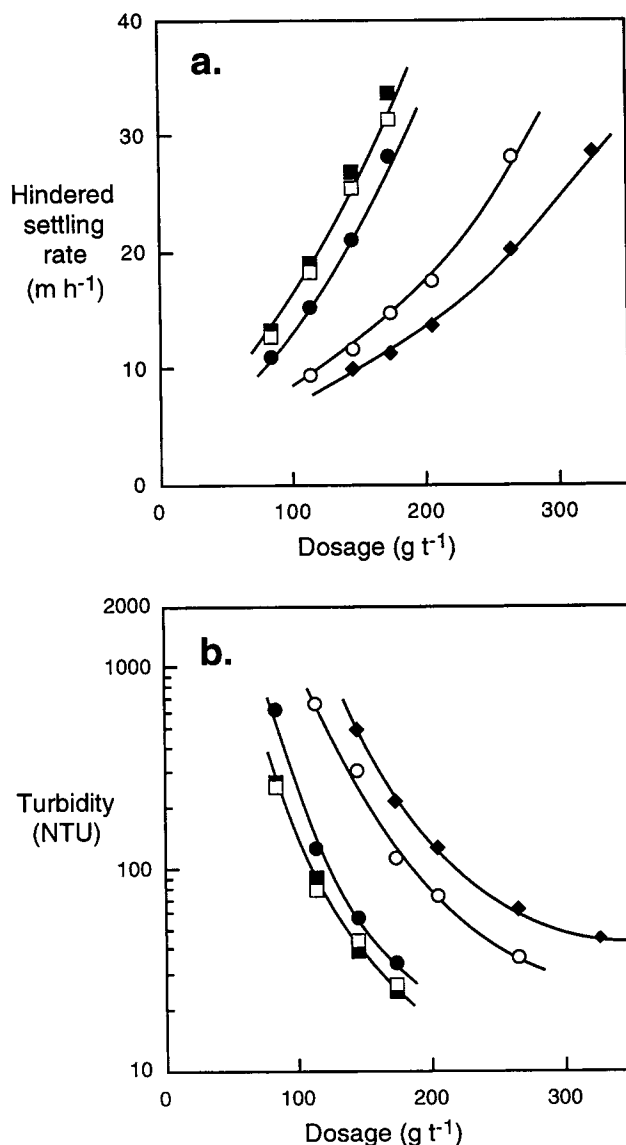 a.
40
30
20
10
0
Hindered
settling
rate
(m h⁻¹)
0 100 200 300
Dosage (g t⁻¹)
b.
2000
1000
100
10
Turbidity
(NTU)
0 100 200 300
Dosage (g t⁻¹)